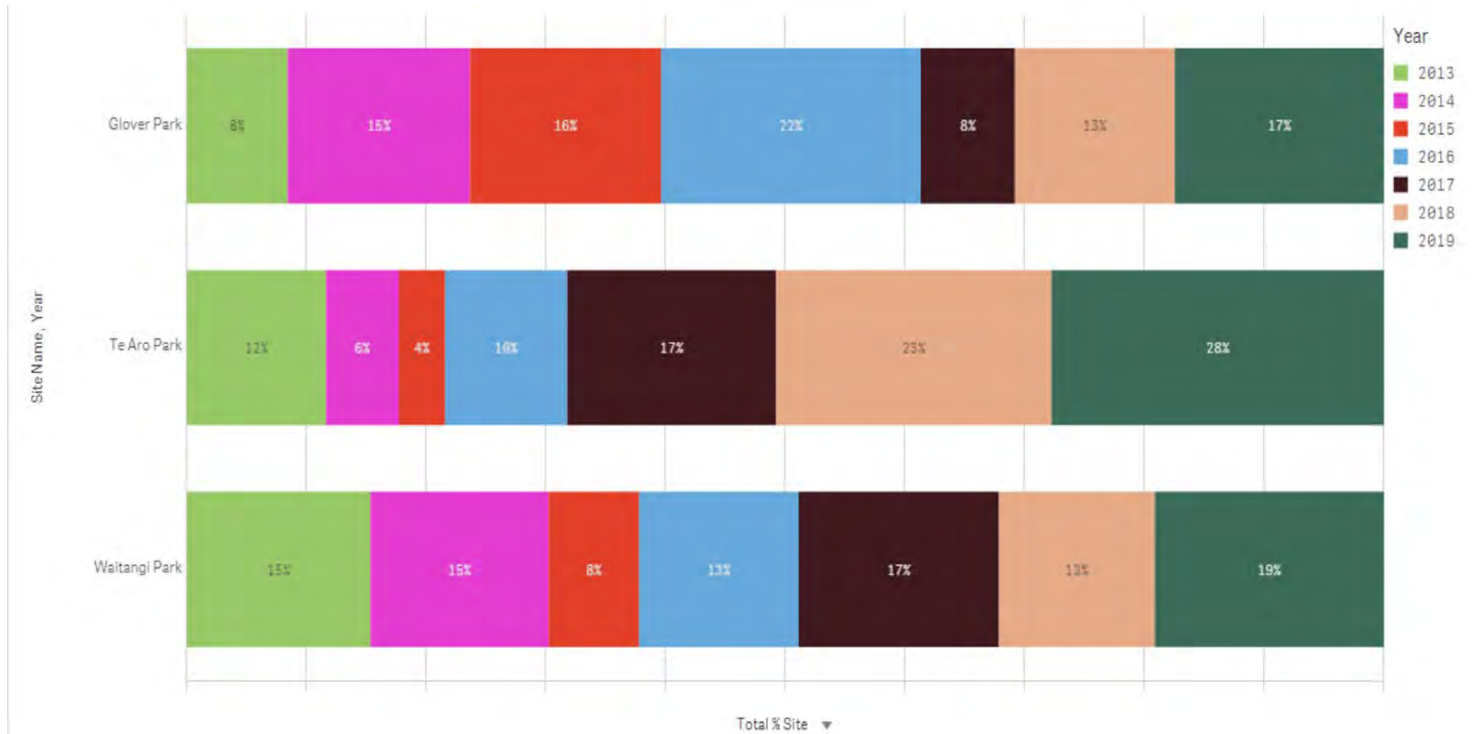 Year
2013
2014
2015
2016
2017
2018
2019
Site Name, Year
Glover Park
8% 15% 16% 22% 8% 13% 17%
Te Aro Park
12% 6% 4% 10% 17% 23% 28%
Waitangi Park
15% 15% 8% 13% 17% 13% 19%
Total % Site